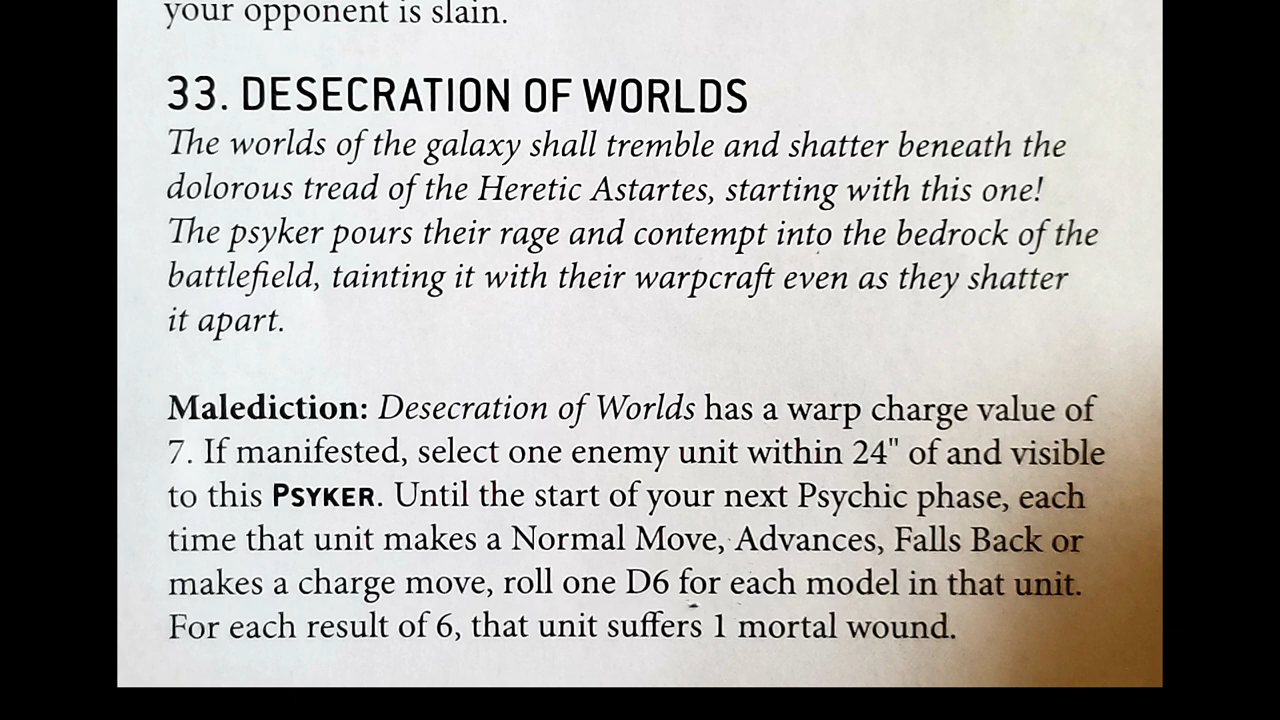 your opponent is slain.
33. DESECRATION OF WORLDS
The worlds of the galaxy shall tremble and shatter beneath the
dolorous tread of the Heretic Astartes, starting with this one!
The psyker pours their rage and contempt into the bedrock of the
battlefield, tainting it with their warpcraft even as they shatter
it apart.
Malediction: Desecration of Worlds has a warp charge value of
7. If manifested, select one enemy unit within 24" of and visible
to this PSYKER. Until the start of your next Psychic phase, each
time that unit makes a Normal Move, Advances, Falls Back or
makes a charge move, roll one D6 for each model in that unit.
For each result of 6, that unit suffers 1 mortal wound.